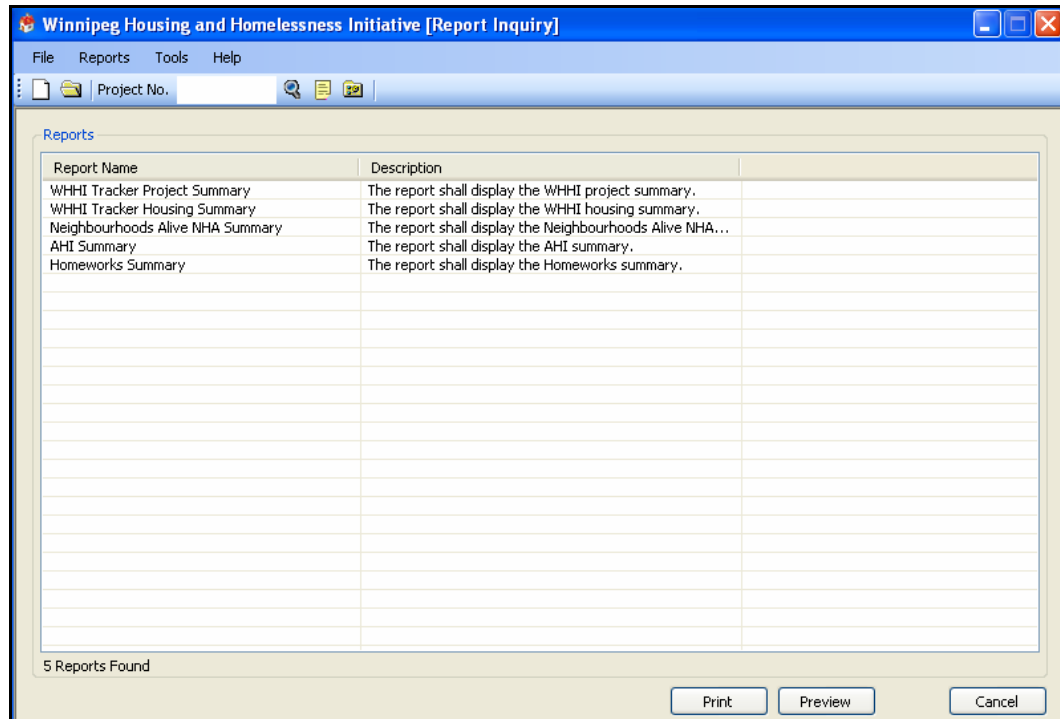 Winnipeg Housing and Homelessness Initiative [Report Inquiry]
File Reports Tools Help
Project No.
Reports
Report Name Description
WHHI Tracker Project Summary The report shall display the WHHI project summary.
WHHI Tracker Housing Summary The report shall display the WHHI housing summary.
Neighbourhoods Alive NHA Summary The report shall display the Neighbourhoods Alive NHA...
AHI Summary The report shall display the AHI summary.
Homeworks Summary The report shall display the Homeworks summary.
5 Reports Found
Print Preview Cancel